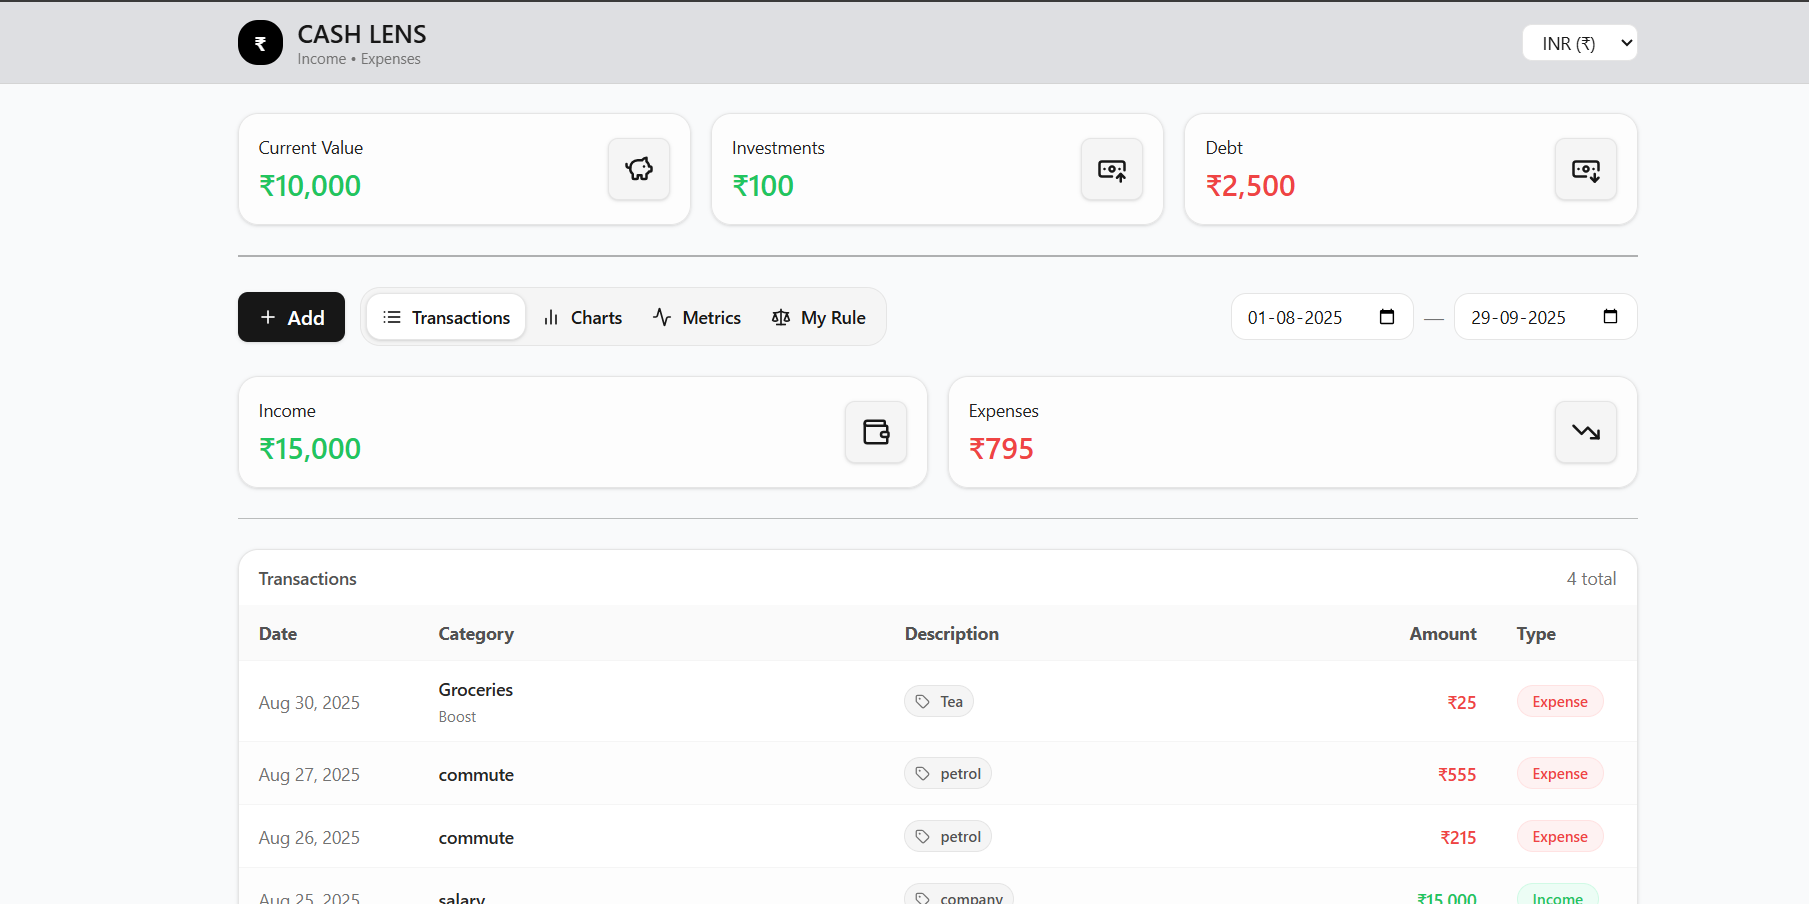 ₹
CASH LENS
Income • Expenses
INR (₹)
Current Value
₹10,000
Investments
₹100
Debt
₹2,500
+ Add
Transactions
Charts
Metrics
My Rule
01-08-2025 — 29-09-2025
Income
₹15,000
Expenses
₹795
Transactions 4 total
Date Category Description Amount Type
Aug 30, 2025 Groceries Tea ₹25 Expense
Boost
Aug 27, 2025 commute petrol ₹555 Expense
Aug 26, 2025 commute petrol ₹215 Expense
Aug 25, 2025 salary company ₹15,000 Income